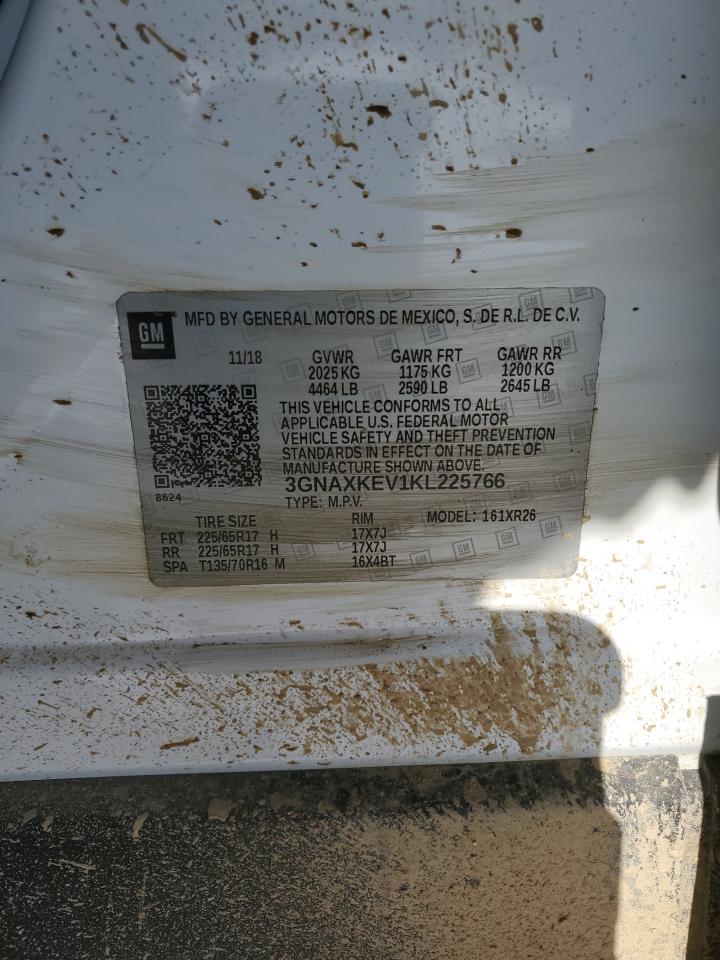 GM MFD BY GENERAL MOTORS DE MEXICO, S. DE R.L. DE C.V.
11/18 GVWR GAWR FRT GAWR RR
2025 KG 1175 KG 1200 KG
4464 LB 2590 LB 2645 LB
THIS VEHICLE CONFORMS TO ALL
APPLICABLE U.S. FEDERAL MOTOR
VEHICLE SAFETY AND THEFT PREVENTION
STANDARDS IN EFFECT ON THE DATE OF
MANUFACTURE SHOWN ABOVE.
8624
3GNAXKEV1KL225766
TYPE: M.P.V.
TIRE SIZE RIM MODEL: 161XR26
FRT 225/65R17 H 17X7J
RR 225/65R17 H 17X7J
SPA T135/70R16 M 16X4BT